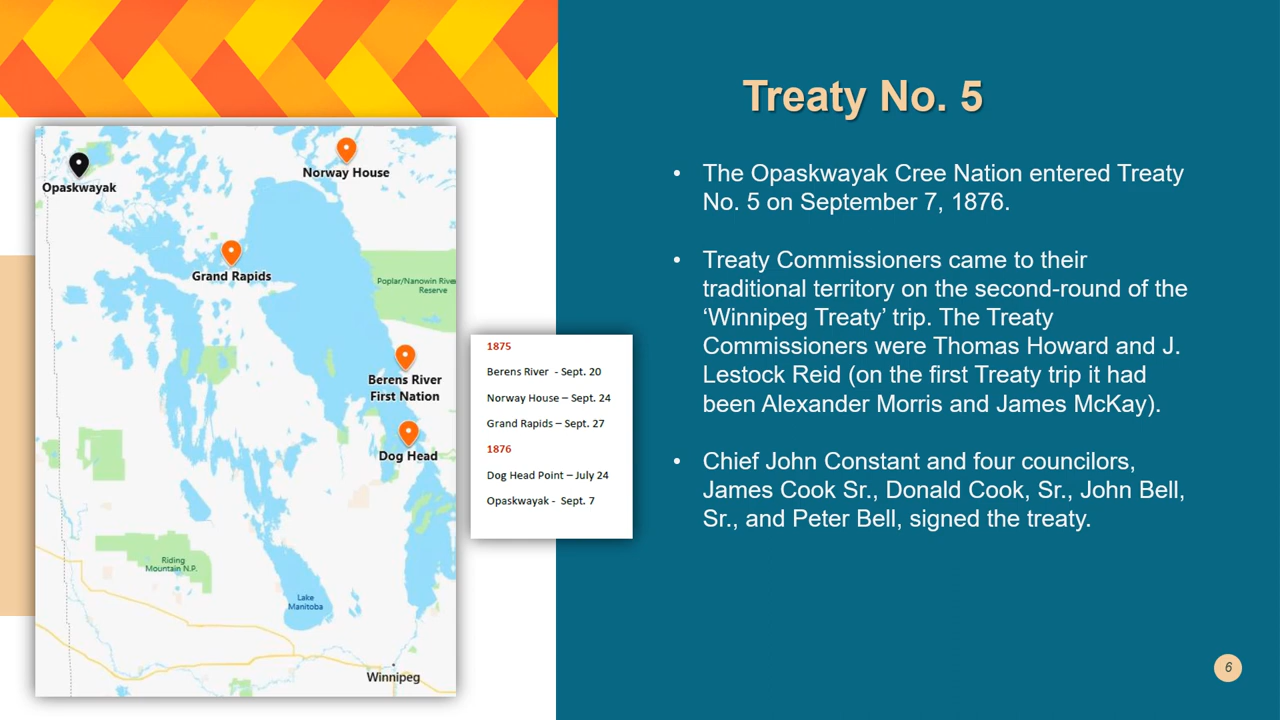 Treaty No. 5
• The Opaskwayak Cree Nation entered Treaty
No. 5 on September 7, 1876.
• Treaty Commissioners came to their
traditional territory on the second-round of the
‘Winnipeg Treaty’ trip. The Treaty
Commissioners were Thomas Howard and J.
Lestock Reid (on the first Treaty trip it had
been Alexander Morris and James McKay).
• Chief John Constant and four councilors,
James Cook Sr., Donald Cook, Sr., John Bell,
Sr., and Peter Bell, signed the treaty.
Opaskwayak
Norway House
Grand Rapids
Poplar/Nanowin Rive
Reserve
Berens River
First Nation
Dog Head
Riding
Mountain N.P.
Lake
Manitoba
Winnipeg
1875
Berens River - Sept. 20
Norway House – Sept. 24
Grand Rapids – Sept. 27
1876
Dog Head Point – July 24
Opaskwayak - Sept. 7
6